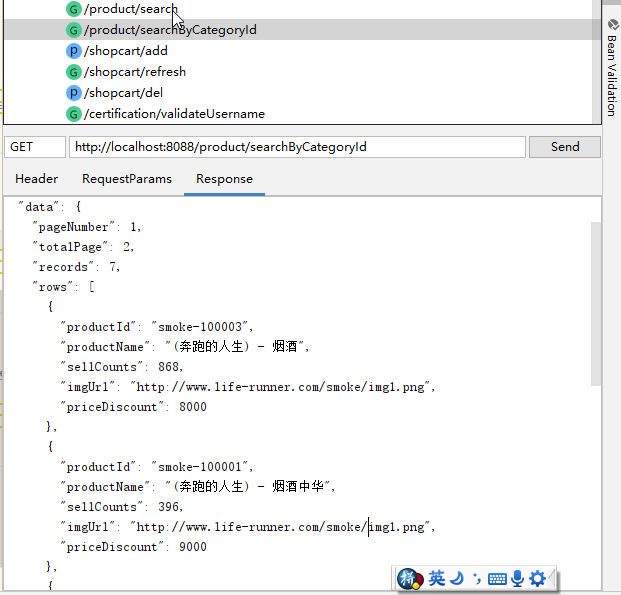 G /product/search
G /product/searchByCategoryId
P /shopcart/add
G /shopcart/refresh
P /shopcart/del
G /certification/validateUsername
Bean Validation
GET http://localhost:8088/product/searchByCategoryId Send
Header RequestParams Response
"data": {
"pageNumber": 1,
"totalPage": 2,
"records": 7,
"rows": [
{
"productId": "smoke-100003",
"productName": "(奔跑的人生) - 烟酒",
"sellCounts": 868,
"imgUrl": "http://www.life-runner.com/smoke/img1.png",
"priceDiscount": 8000
},
{
"productId": "smoke-100001",
"productName": "(奔跑的人生) - 烟酒中华",
"sellCounts": 396,
"imgUrl": "http://www.life-runner.com/smoke/img1.png",
"priceDiscount": 9000
},
{
拼 英